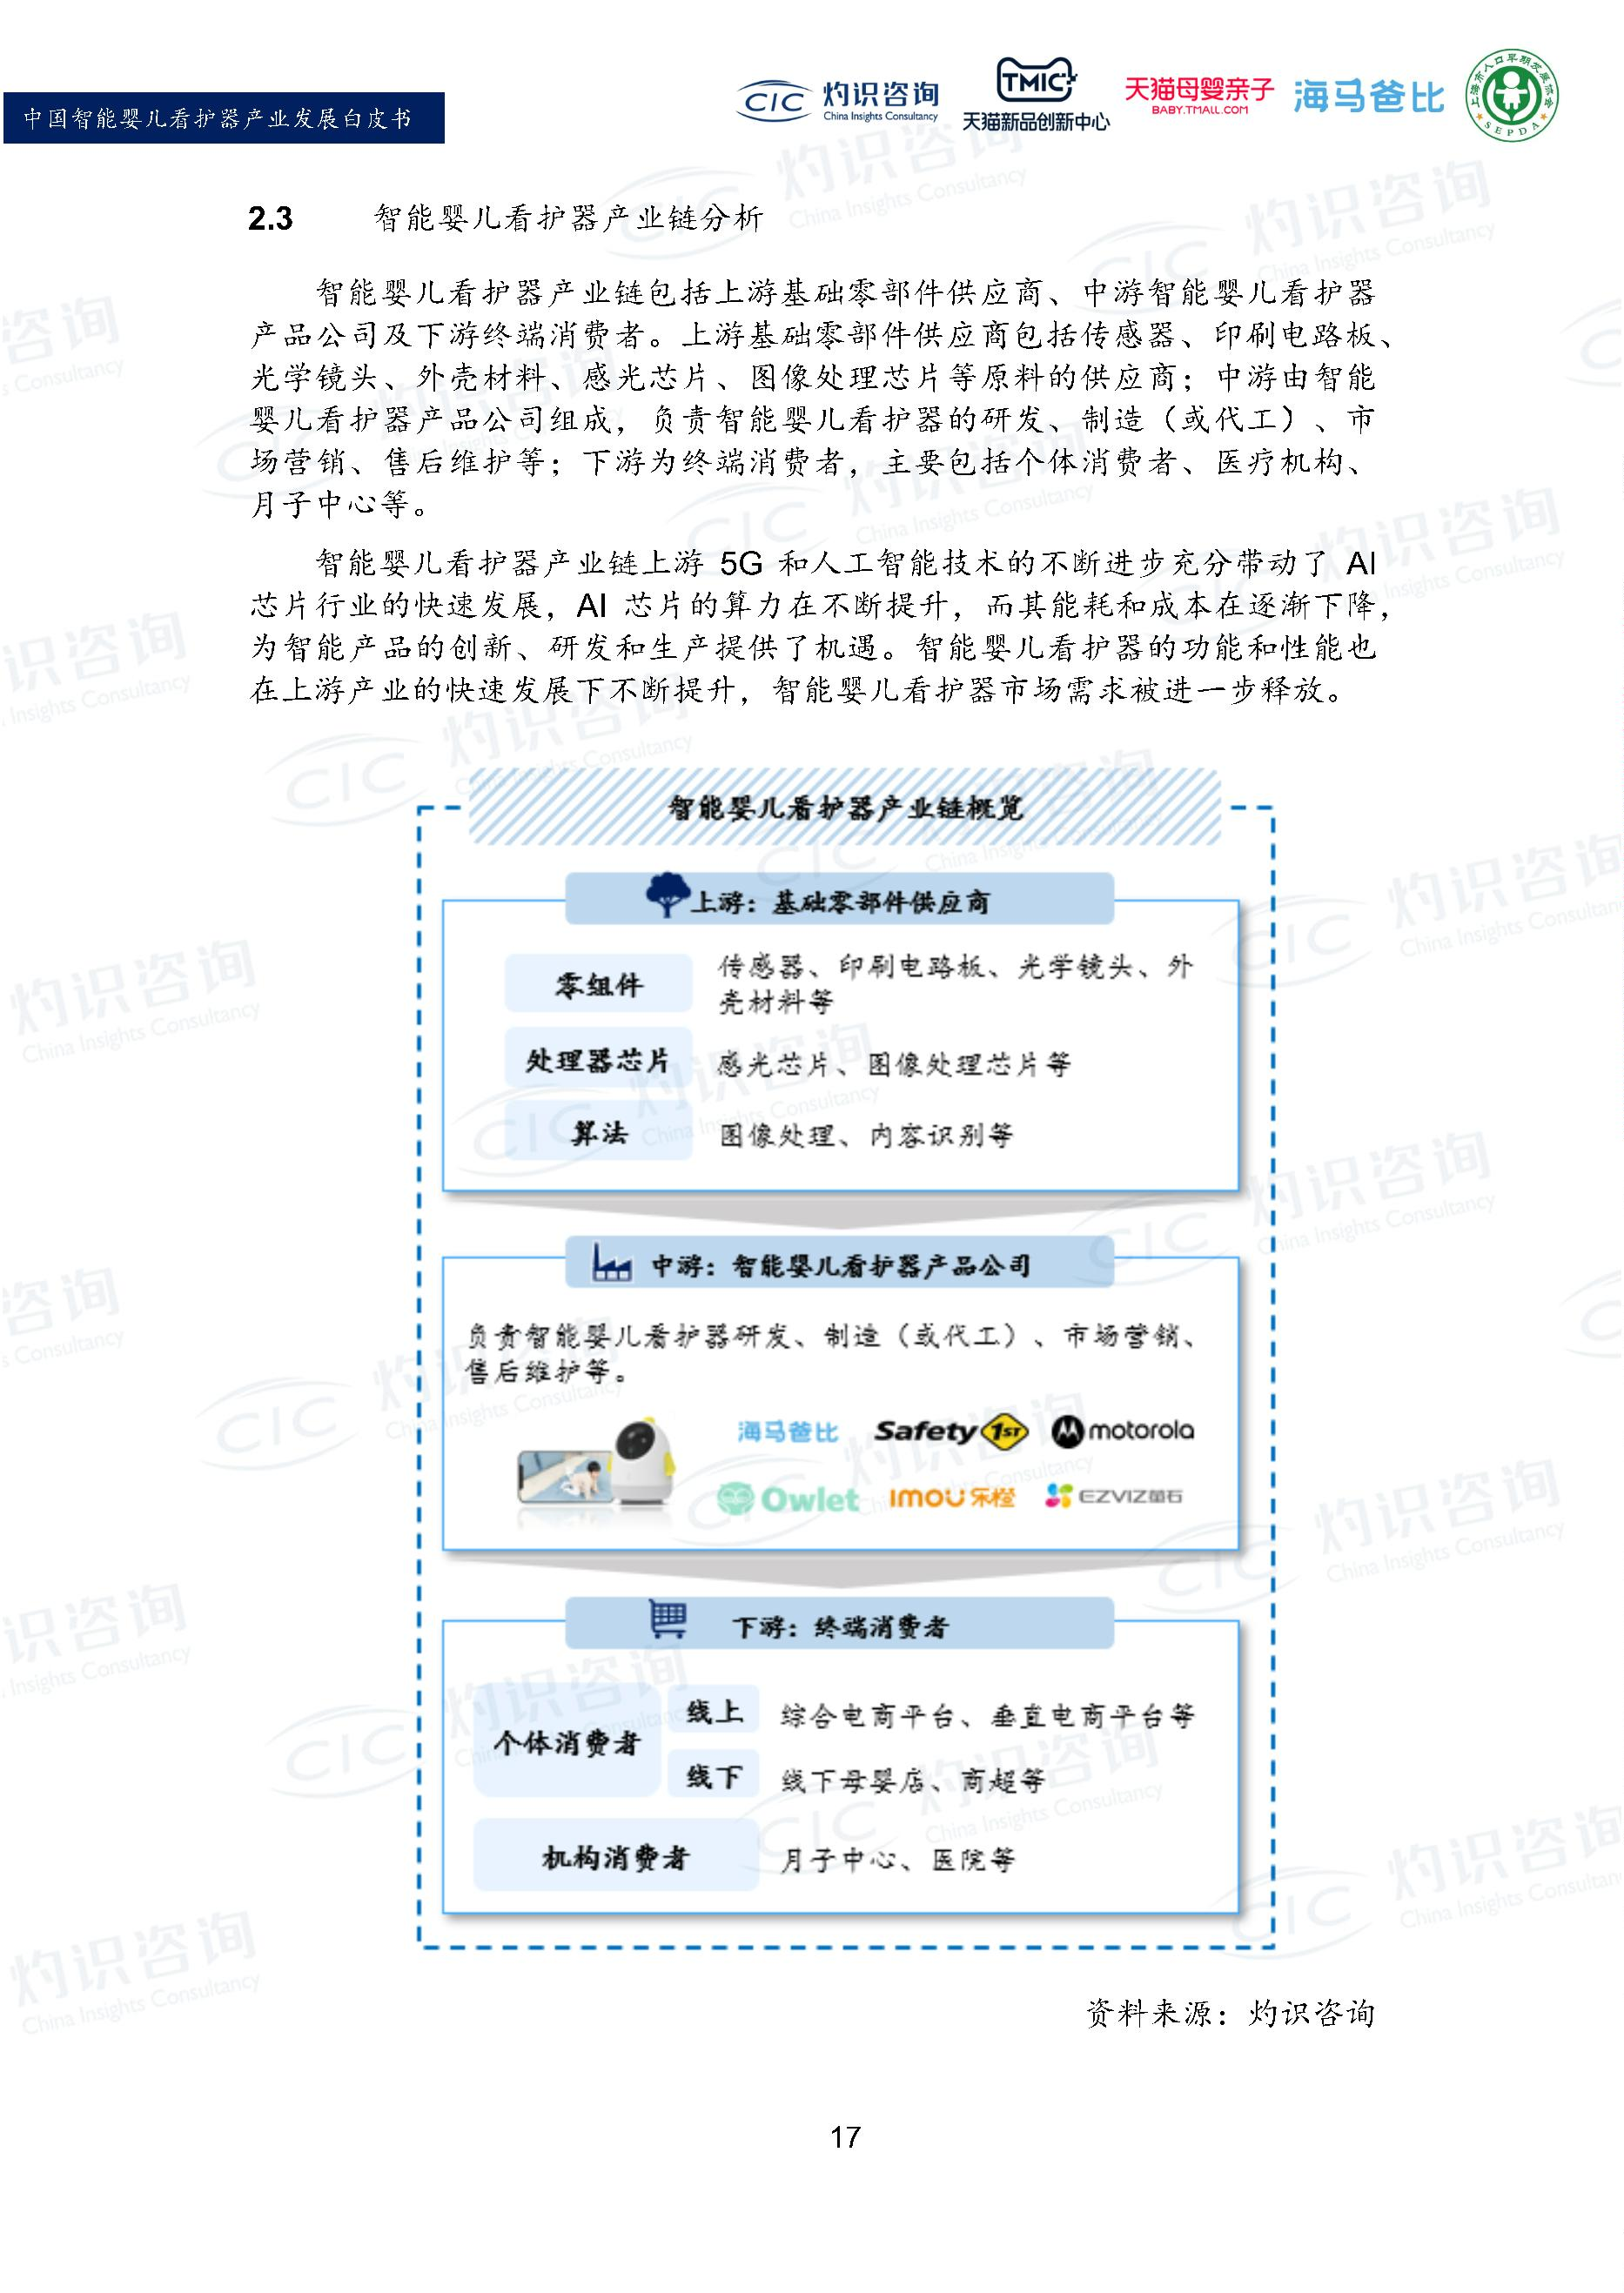 中国智能婴儿看护器产业发展白皮书
CIC 灼识咨询
China Insights Consultancy
TMIC
天猫新品创新中心
天猫母婴亲子
BABY.TMALL.COM
海马爸比
上海市人口早期发展协会
SEPDA
2.3 智能婴儿看护器产业链分析
智能婴儿看护器产业链包括上游基础零部件供应商、中游智能婴儿看护器
产品公司及下游终端消费者。上游基础零部件供应商包括传感器、印刷电路板、
光学镜头、外壳材料、感光芯片、图像处理芯片等原料的供应商；中游由智能
婴儿看护器产品公司组成，负责智能婴儿看护器的研发、制造（或代工）、市
场营销、售后维护等；下游为终端消费者，主要包括个体消费者、医疗机构、
月子中心等。
智能婴儿看护器产业链上游 5G 和人工智能技术的不断进步充分带动了 AI
芯片行业的快速发展，AI 芯片的算力在不断提升，而其能耗和成本在逐渐下降，
为智能产品的创新、研发和生产提供了机遇。智能婴儿看护器的功能和性能也
在上游产业的快速发展下不断提升，智能婴儿看护器市场需求被进一步释放。
智能婴儿看护器产业链概览
上游：基础零部件供应商
零组件 传感器、印刷电路板、光学镜头、外
壳材料等
处理器芯片 感光芯片、图像处理芯片等
算法 图像处理、内容识别等
中游：智能婴儿看护器产品公司
负责智能婴儿看护器研发、制造（或代工）、市场营销、
售后维护等。
海马爸比 Safety 1ST motorola
Owlet imou乐橙 EZVIZ萤石
下游：终端消费者
个体消费者
线上 综合电商平台、垂直电商平台等
线下 线下母婴店、商超等
机构消费者 月子中心、医院等
资料来源：灼识咨询
17